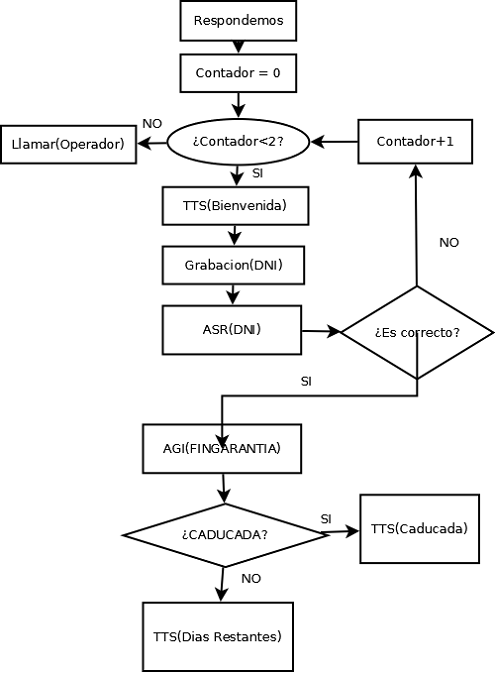 Respondemos
Contador = 0
¿Contador<2?
NO
Llamar(Operador)
Contador+1
SI
TTS(Bienvenida)
Grabacion(DNI)
NO
ASR(DNI)
¿Es correcto?
SI
AGI(FINGARANTIA)
¿CADUCADA?
SI
TTS(Caducada)
NO
TTS(Dias Restantes)